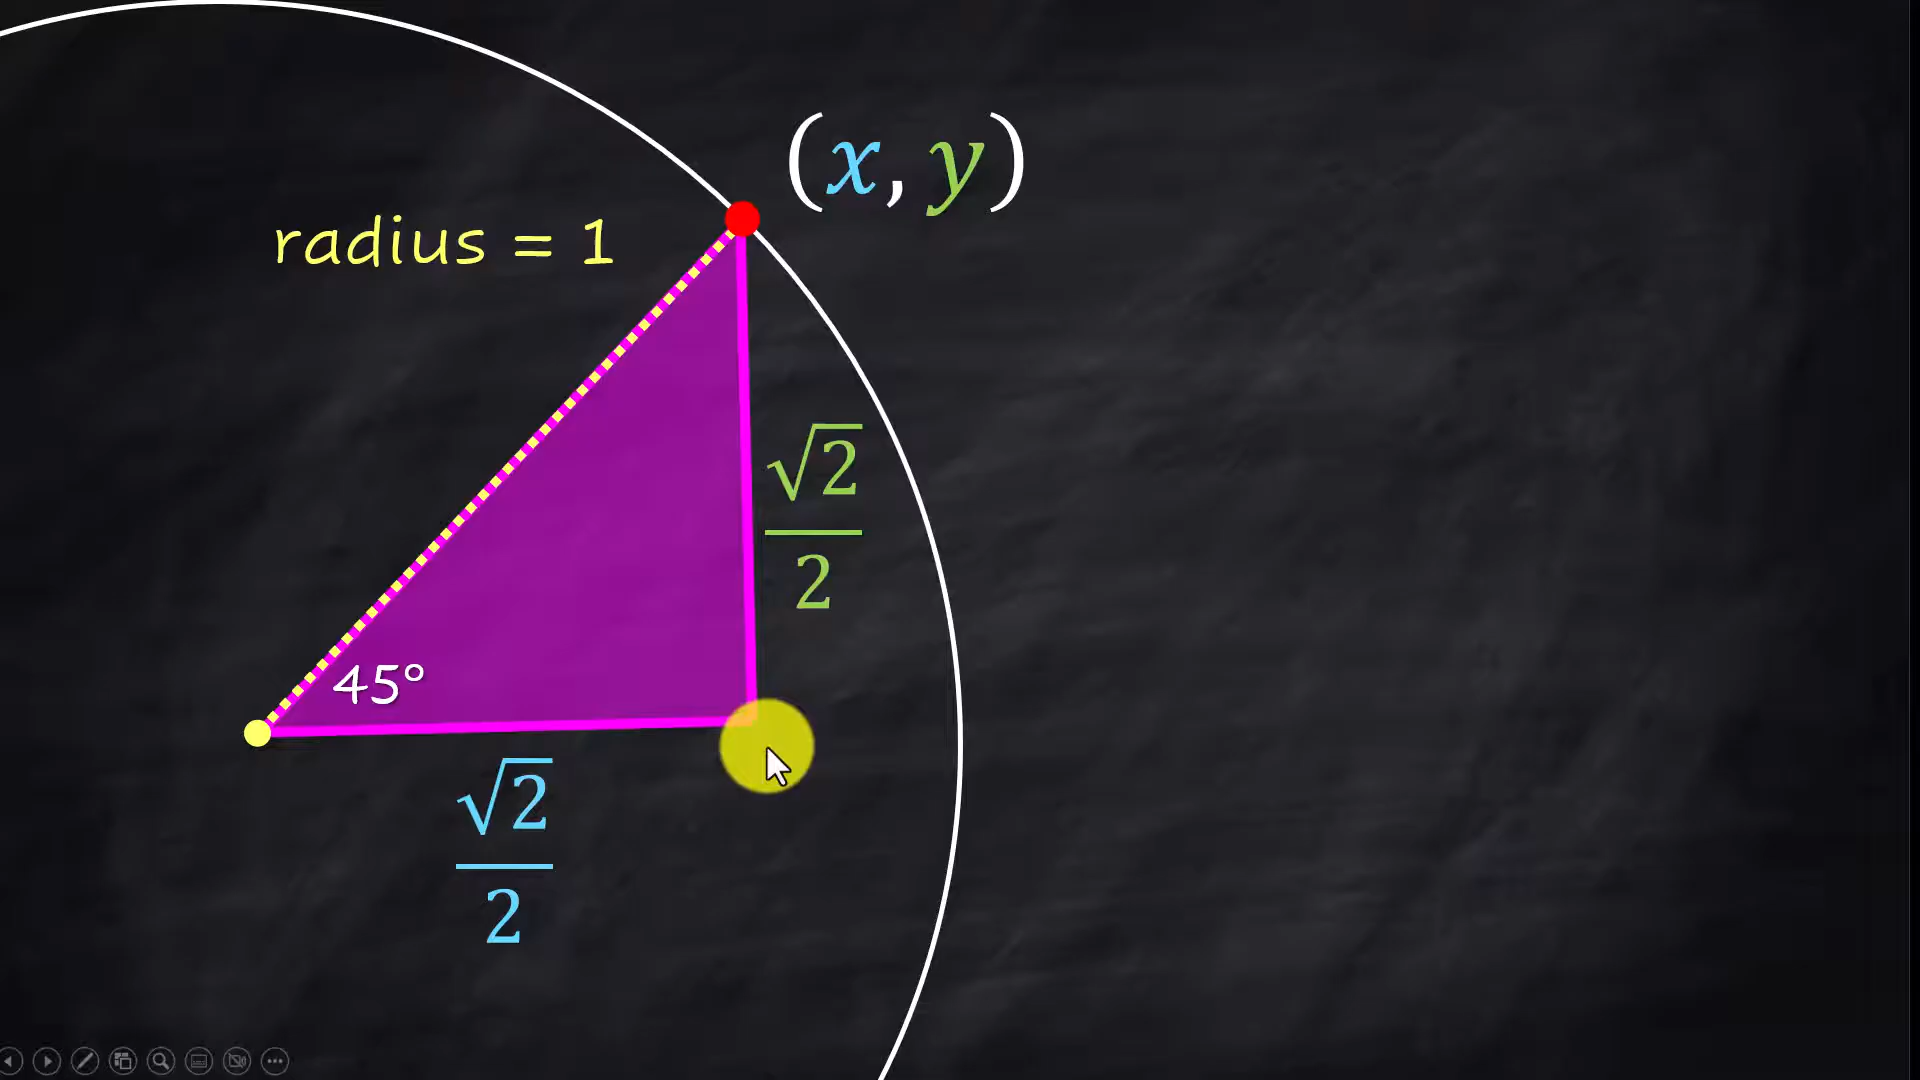 (x, y)
radius = 1
√2
2
45°
√2
2